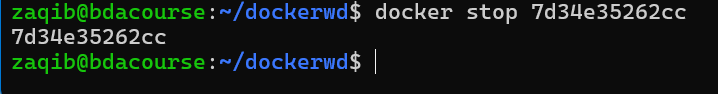 zaqib@bdacourse:~/dockerwd$ docker stop 7d34e35262cc
7d34e35262cc
zaqib@bdacourse:~/dockerwd$